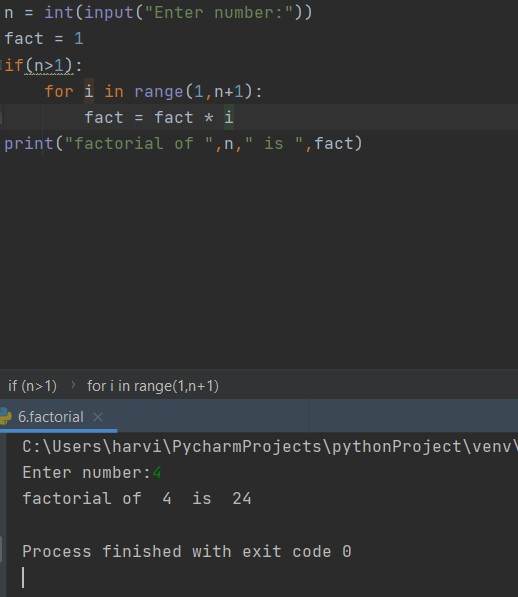 n = int(input("Enter number:"))
fact = 1
if(n>1):
    for i in range(1,n+1):
        fact = fact * i
print("factorial of ",n," is ",fact)
if (n>1) › for i in range(1,n+1)
6.factorial ×
C:\Users\harvi\PycharmProjects\pythonProject\venv\
Enter number:4
factorial of  4  is  24
Process finished with exit code 0